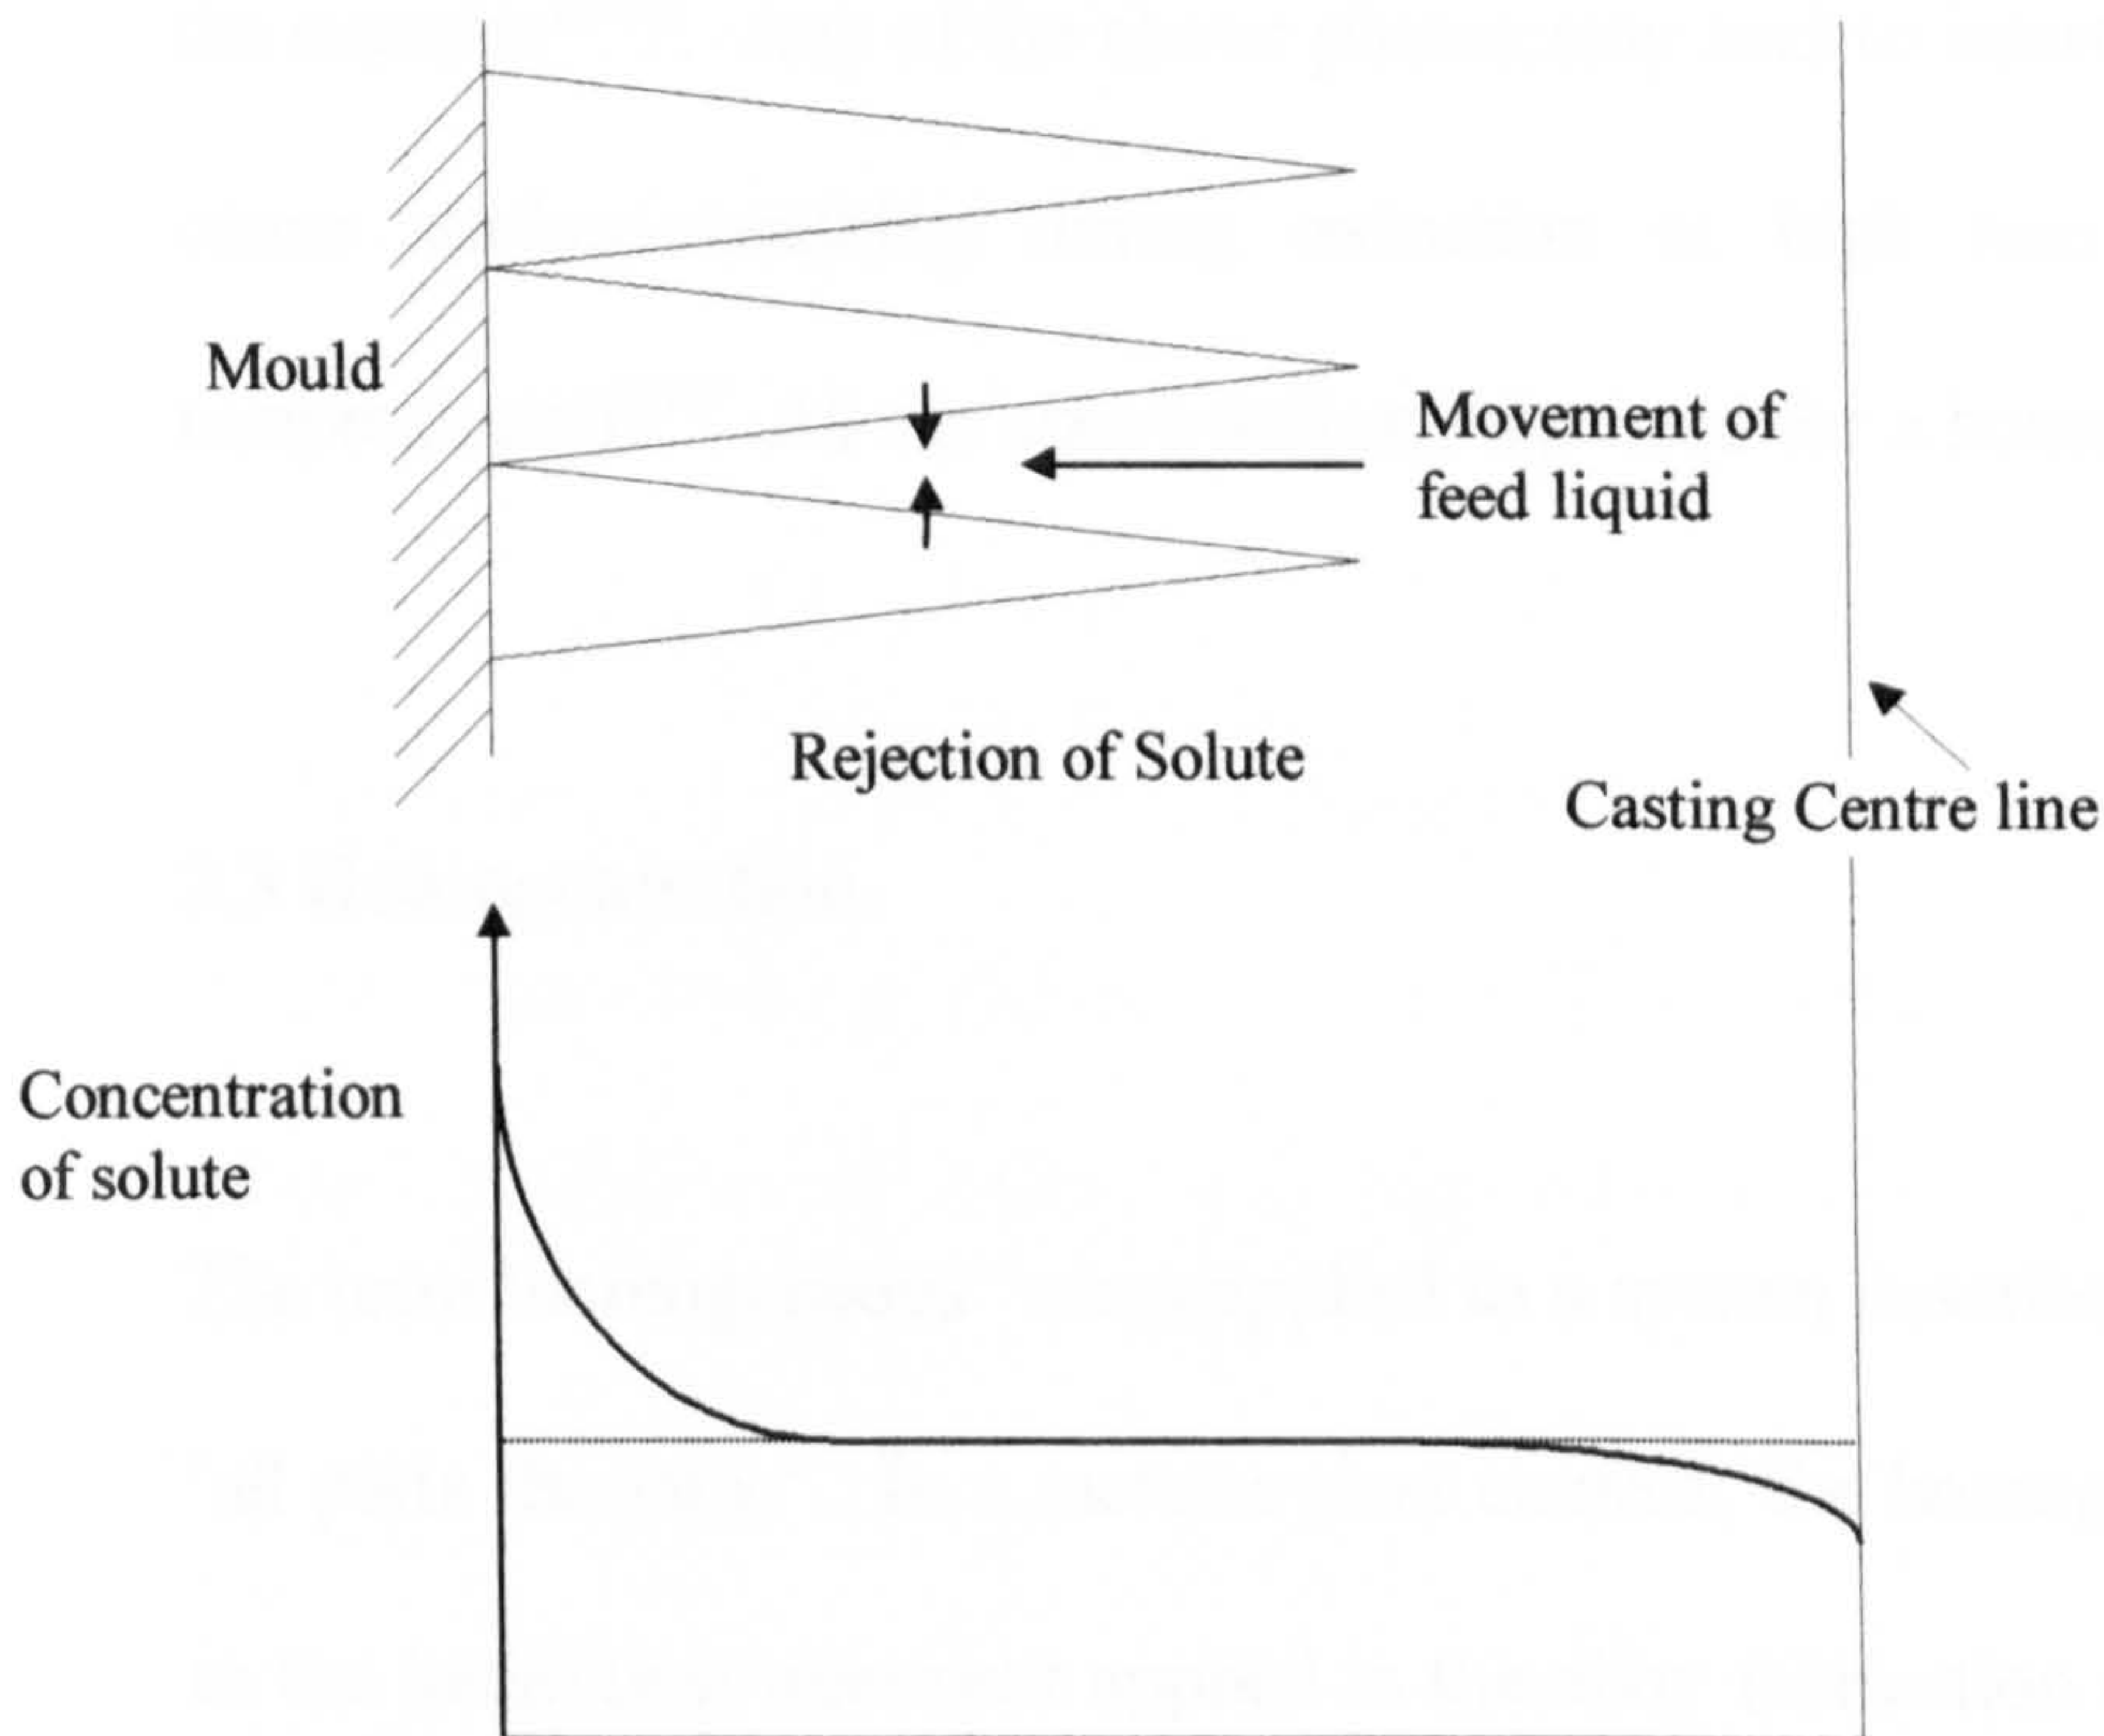 Mould
Movement of
feed liquid
Rejection of Solute
Casting Centre line
Concentration
of solute